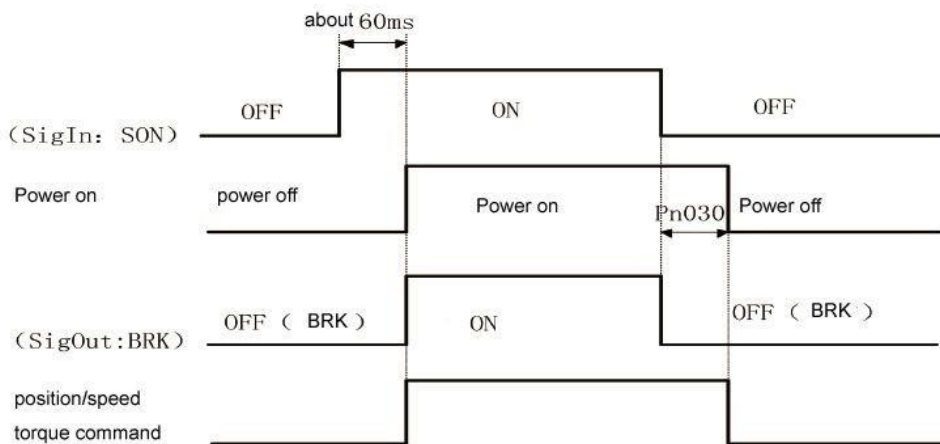 about 60ms
OFF
ON
OFF
(SigIn: SON)
Power on
power off
Power on
Pn030
Power off
OFF ( BRK )
ON
OFF ( BRK )
(SigOut:BRK)
position/speed
torque command